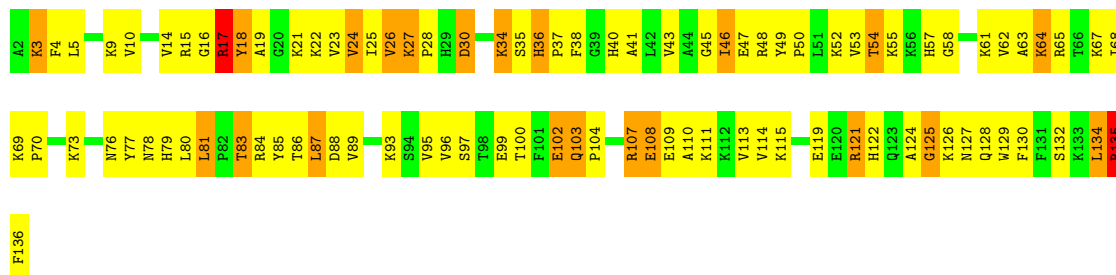 A2 K3 F4 L5 K9 V10 V14 R15 G16 R17 Y18 A19 G20 K21 K22 V23 V24 I25 V26 K27 P28 H29 D30 K34 S35 H36 P37 F38 G39 H40 A41 L42 V43 A44 G45 I46 E47 R48 Y49 P50 L51 K52 V53 T54 K55 K56 H57 G58 K61 V62 A63 K64 R65 T66 K67 I68
K69 P70 K73 N76 Y77 N78 H79 L80 L81 P82 T83 R84 Y85 T86 L87 D88 V89 K93 S94 V95 V96 S97 T98 E99 T100 F101 E102 Q103 P104 R107 E108 E109 A110 K111 K112 V113 V114 K115 E119 E120 R121 H122 Q123 A124 G125 K126 N127 Q128 W129 F130 F131 S132 K133 L134 R135
F136